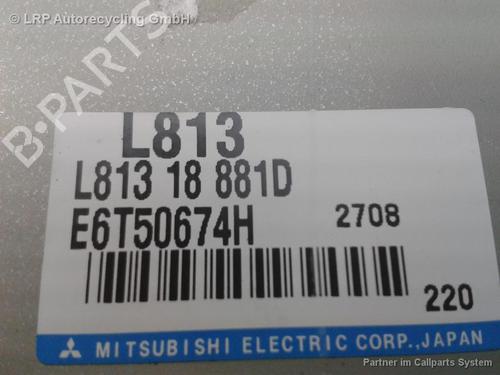 © LRP Autorecycling GmbH
B-PARTS
L813
L813 18 881D
E6T50674H 2708
220
MITSUBISHI ELECTRIC CORP.,JAPAN
Partner im Callparts System